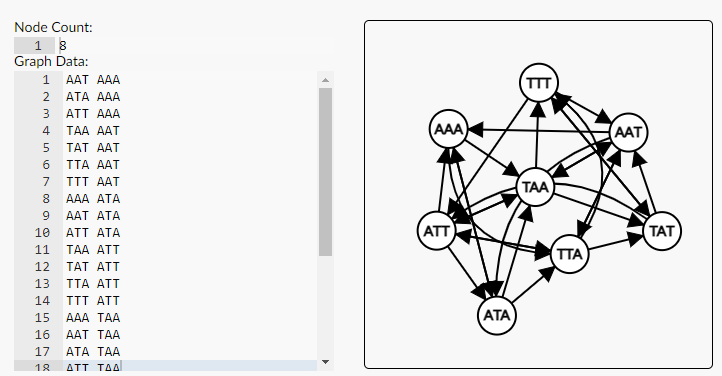 Node Count:
1 8
Graph Data:
1 AAT AAA
2 ATA AAA
3 ATT AAA
4 TAA AAT
5 TAT AAT
6 TTA AAT
7 TTT AAT
8 AAA ATA
9 AAT ATA
10 ATT ATA
11 TAA ATT
12 TAT ATT
13 TTA ATT
14 TTT ATT
15 AAA TAA
16 AAT TAA
17 ATA TAA
18 ATT TAA
TTT
AAA
AAT
TAA
ATT
TAT
TTA
ATA